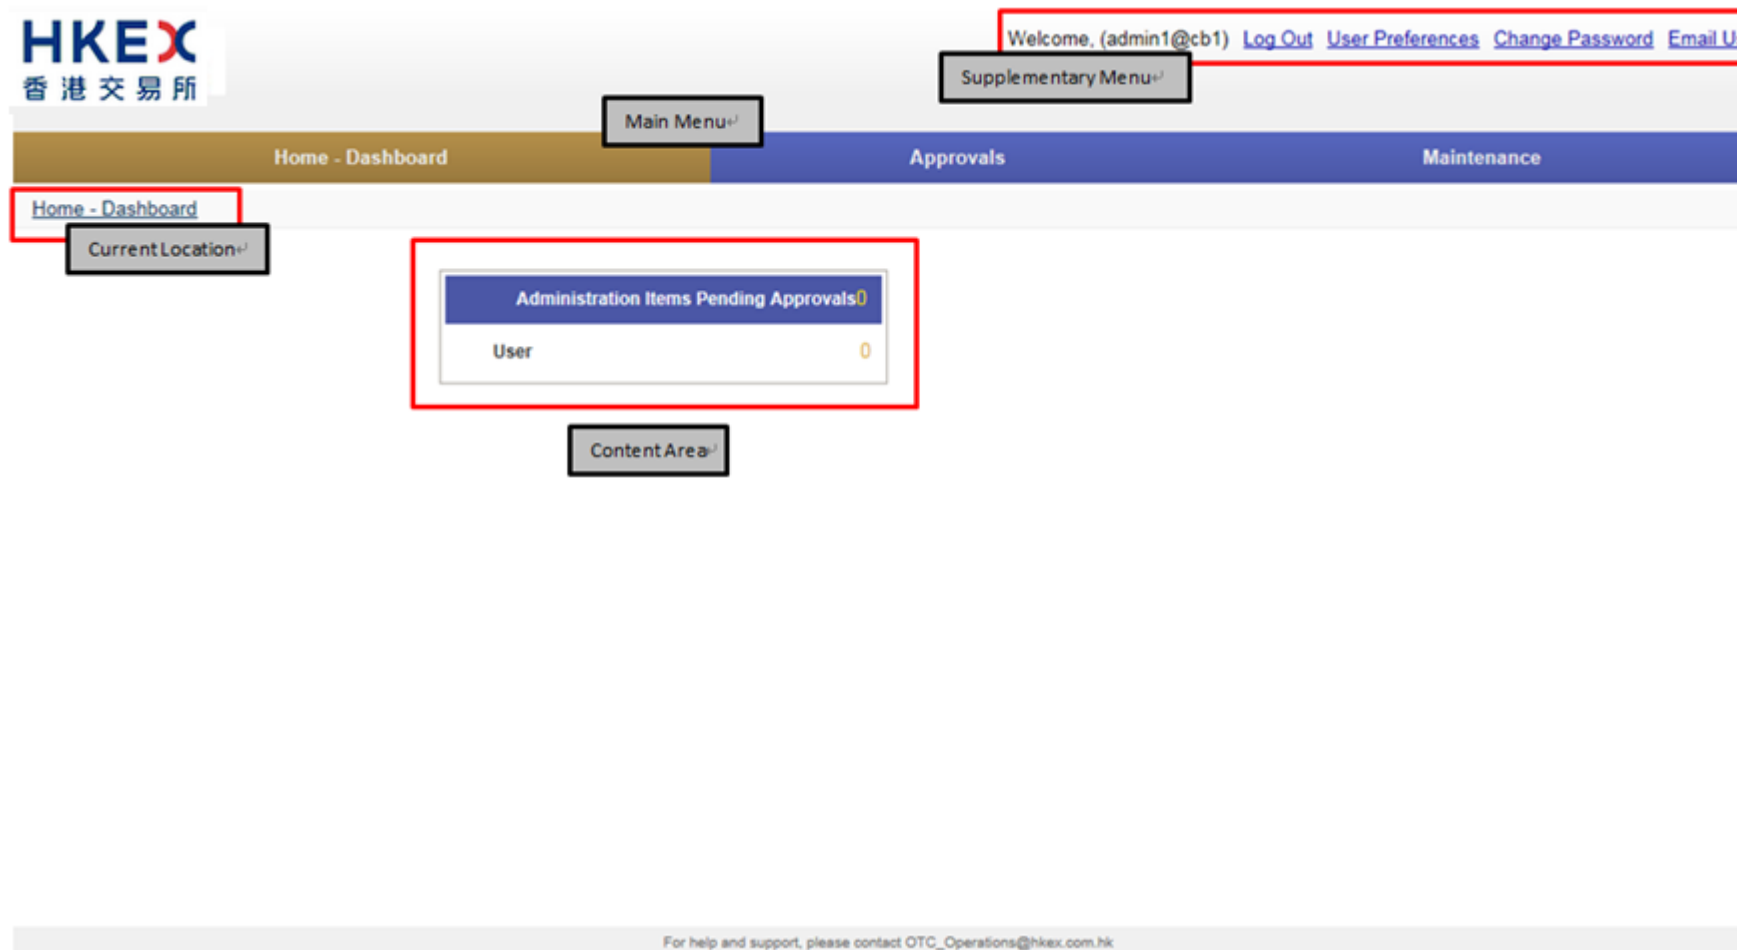 HKEX
香港交易所
Welcome, (admin1@cb1) Log Out User Preferences Change Password Email U
Supplementary Menu↵
Main Menu↵
Home - Dashboard Approvals Maintenance
Home - Dashboard
Current Location↵
Administration Items Pending Approvals0
User 0
Content Area↵
For help and support, please contact OTC_Operations@hkex.com.hk